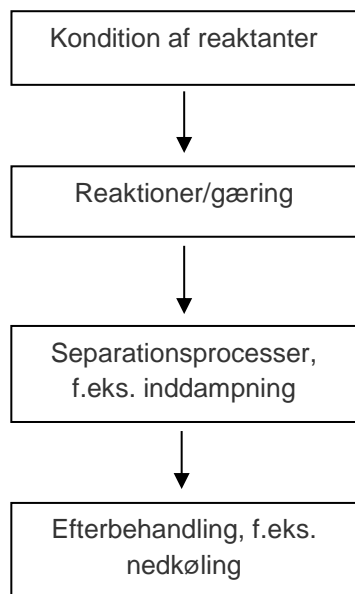 Kondition af reaktanter
Reaktioner/gæring
Separationsprocesser,
f.eks. inddampning
Efterbehandling, f.eks.
nedkøling